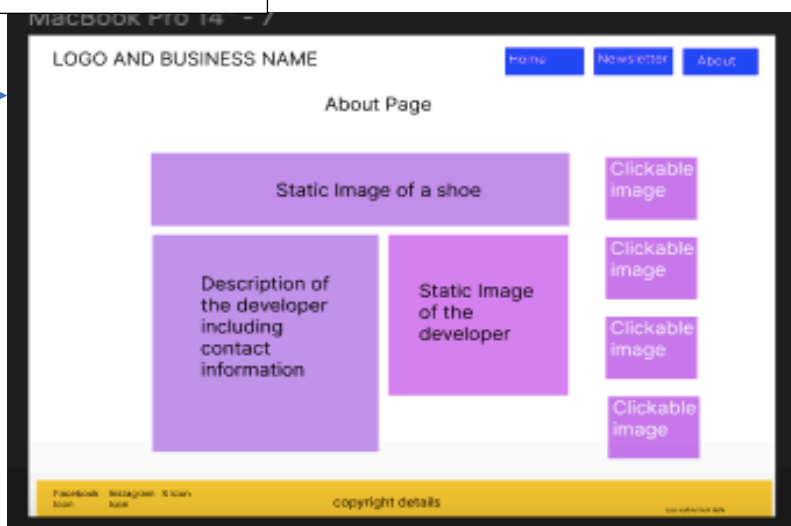 MacBook Pro 14" - 7
LOGO AND BUSINESS NAME
Home
Newsletter
About
About Page
Static Image of a shoe
Clickable
image
Description of
the developer
including
contact
information
Static Image
of the
developer
Clickable
image
Clickable
image
Clickable
image
Facebook
Icon
Instagram
Icon
X Icon
copyright details